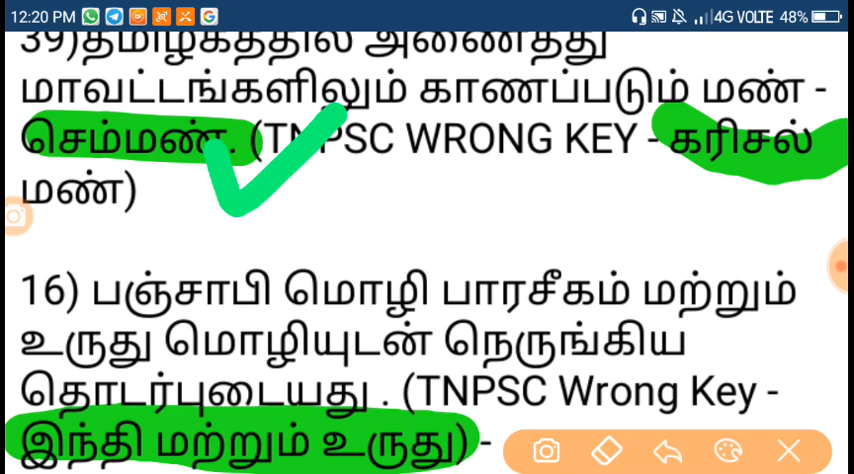 12:20 PM 4G VOLTE 48%
39)தமிழகத்தில் அனைத்து
மாவட்டங்களிலும் காணப்படும் மண் -
செம்மண். (TNPSC WRONG KEY - கரிசல்
மண்)
16) பஞ்சாபி மொழி பாரசீகம் மற்றும்
உருது மொழியுடன் நெருங்கிய
தொடர்புடையது . (TNPSC Wrong Key -
இந்தி மற்றும் உருது) -